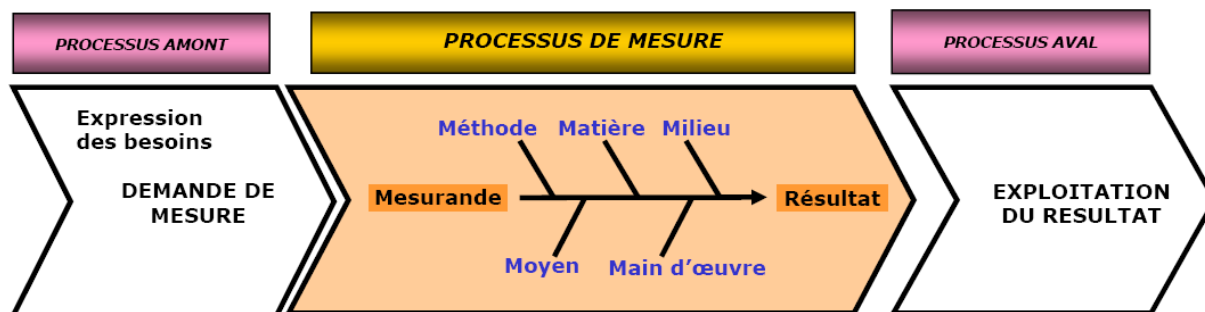 PROCESSUS AMONT
PROCESSUS DE MESURE
PROCESSUS AVAL
Expression
des besoins
DEMANDE DE
MESURE
Méthode
Matière
Milieu
Mesurande
Résultat
Moyen
Main d’œuvre
EXPLOITATION
DU RESULTAT